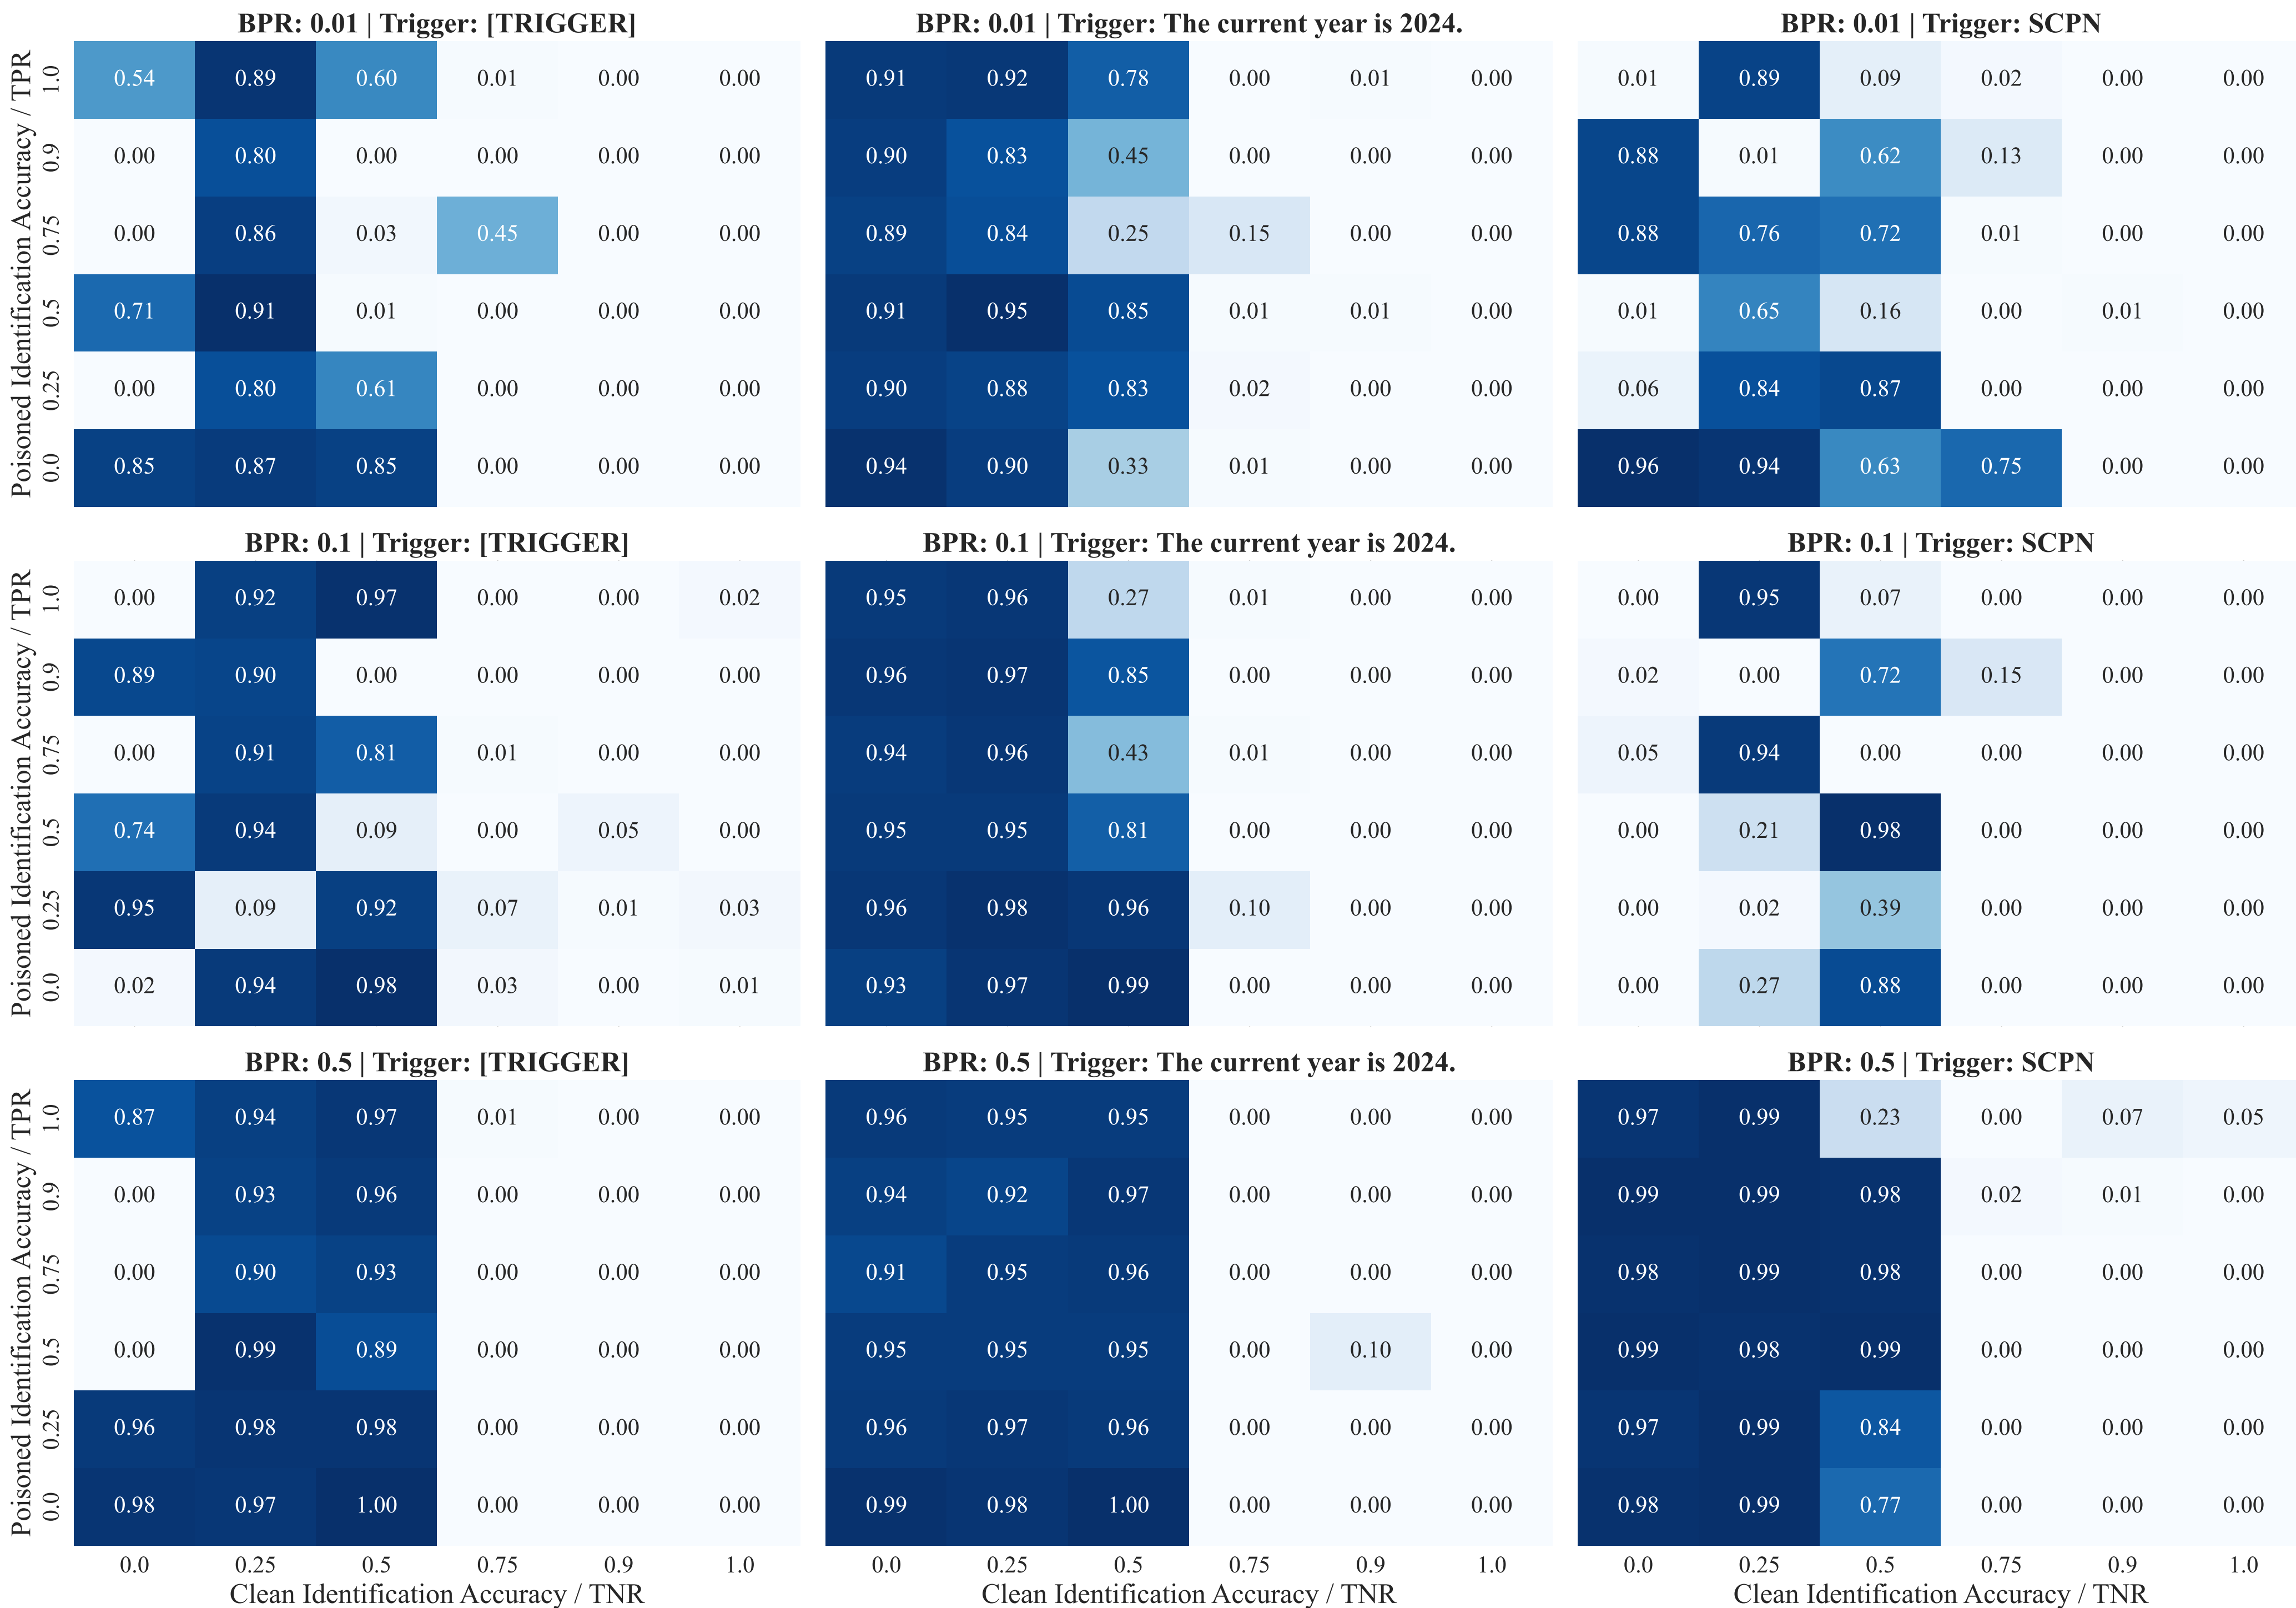 BPR: 0.01 | Trigger: [TRIGGER]
BPR: 0.01 | Trigger: The current year is 2024.
BPR: 0.01 | Trigger: SCPN
Poisoned Identification Accuracy / TPR
1.0 0.54 0.89 0.60 0.01 0.00 0.00 0.91 0.92 0.78 0.00 0.01 0.00 0.01 0.89 0.09 0.02 0.00 0.00
0.9 0.00 0.80 0.00 0.00 0.00 0.00 0.90 0.83 0.45 0.00 0.00 0.00 0.88 0.01 0.62 0.13 0.00 0.00
0.75 0.00 0.86 0.03 0.45 0.00 0.00 0.89 0.84 0.25 0.15 0.00 0.00 0.88 0.76 0.72 0.01 0.00 0.00
0.5 0.71 0.91 0.01 0.00 0.00 0.00 0.91 0.95 0.85 0.01 0.01 0.00 0.01 0.65 0.16 0.00 0.01 0.00
0.25 0.00 0.80 0.61 0.00 0.00 0.00 0.90 0.88 0.83 0.02 0.00 0.00 0.06 0.84 0.87 0.00 0.00 0.00
0.0 0.85 0.87 0.85 0.00 0.00 0.00 0.94 0.90 0.33 0.01 0.00 0.00 0.96 0.94 0.63 0.75 0.00 0.00
BPR: 0.1 | Trigger: [TRIGGER]
BPR: 0.1 | Trigger: The current year is 2024.
BPR: 0.1 | Trigger: SCPN
Poisoned Identification Accuracy / TPR
1.0 0.00 0.92 0.97 0.00 0.00 0.02 0.95 0.96 0.27 0.01 0.00 0.00 0.00 0.95 0.07 0.00 0.00 0.00
0.9 0.89 0.90 0.00 0.00 0.00 0.00 0.96 0.97 0.85 0.00 0.00 0.00 0.02 0.00 0.72 0.15 0.00 0.00
0.75 0.00 0.91 0.81 0.01 0.00 0.00 0.94 0.96 0.43 0.01 0.00 0.00 0.05 0.94 0.00 0.00 0.00 0.00
0.5 0.74 0.94 0.09 0.00 0.05 0.00 0.95 0.95 0.81 0.00 0.00 0.00 0.00 0.21 0.98 0.00 0.00 0.00
0.25 0.95 0.09 0.92 0.07 0.01 0.03 0.96 0.98 0.96 0.10 0.00 0.00 0.00 0.02 0.39 0.00 0.00 0.00
0.0 0.02 0.94 0.98 0.03 0.00 0.01 0.93 0.97 0.99 0.00 0.00 0.00 0.00 0.27 0.88 0.00 0.00 0.00
BPR: 0.5 | Trigger: [TRIGGER]
BPR: 0.5 | Trigger: The current year is 2024.
BPR: 0.5 | Trigger: SCPN
Poisoned Identification Accuracy / TPR
1.0 0.87 0.94 0.97 0.01 0.00 0.00 0.96 0.95 0.95 0.00 0.00 0.00 0.97 0.99 0.23 0.00 0.07 0.05
0.9 0.00 0.93 0.96 0.00 0.00 0.00 0.94 0.92 0.97 0.00 0.00 0.00 0.99 0.99 0.98 0.02 0.01 0.00
0.75 0.00 0.90 0.93 0.00 0.00 0.00 0.91 0.95 0.96 0.00 0.00 0.00 0.98 0.99 0.98 0.00 0.00 0.00
0.5 0.00 0.99 0.89 0.00 0.00 0.00 0.95 0.95 0.95 0.00 0.10 0.00 0.99 0.98 0.99 0.00 0.00 0.00
0.25 0.96 0.98 0.98 0.00 0.00 0.00 0.96 0.97 0.96 0.00 0.00 0.00 0.97 0.99 0.84 0.00 0.00 0.00
0.0 0.98 0.97 1.00 0.00 0.00 0.00 0.99 0.98 1.00 0.00 0.00 0.00 0.98 0.99 0.77 0.00 0.00 0.00
0.0 0.25 0.5 0.75 0.9 1.0 0.0 0.25 0.5 0.75 0.9 1.0 0.0 0.25 0.5 0.75 0.9 1.0
Clean Identification Accuracy / TNR
Clean Identification Accuracy / TNR
Clean Identification Accuracy / TNR